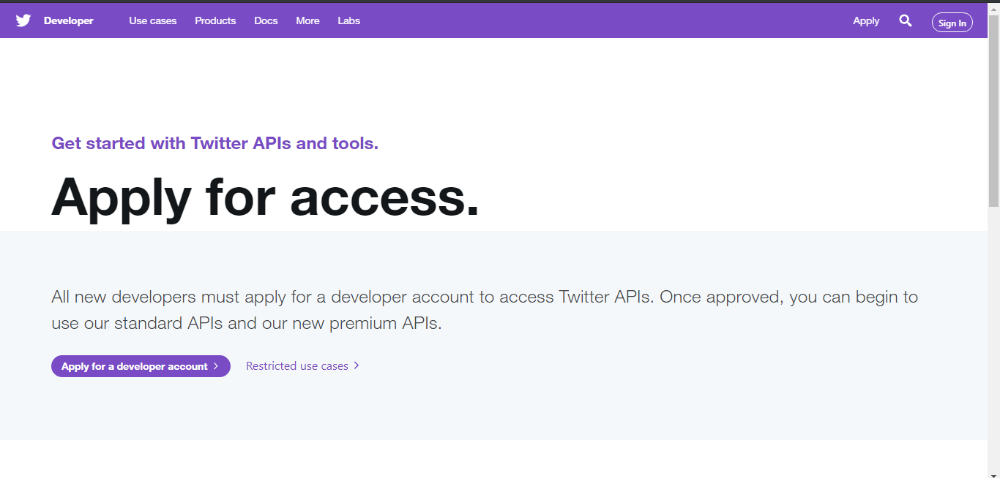 Developer Use cases Products Docs More Labs Apply Sign In
Get started with Twitter APIs and tools.
Apply for access.
All new developers must apply for a developer account to access Twitter APIs. Once approved, you can begin to
use our standard APIs and our new premium APIs.
Apply for a developer account Restricted use cases